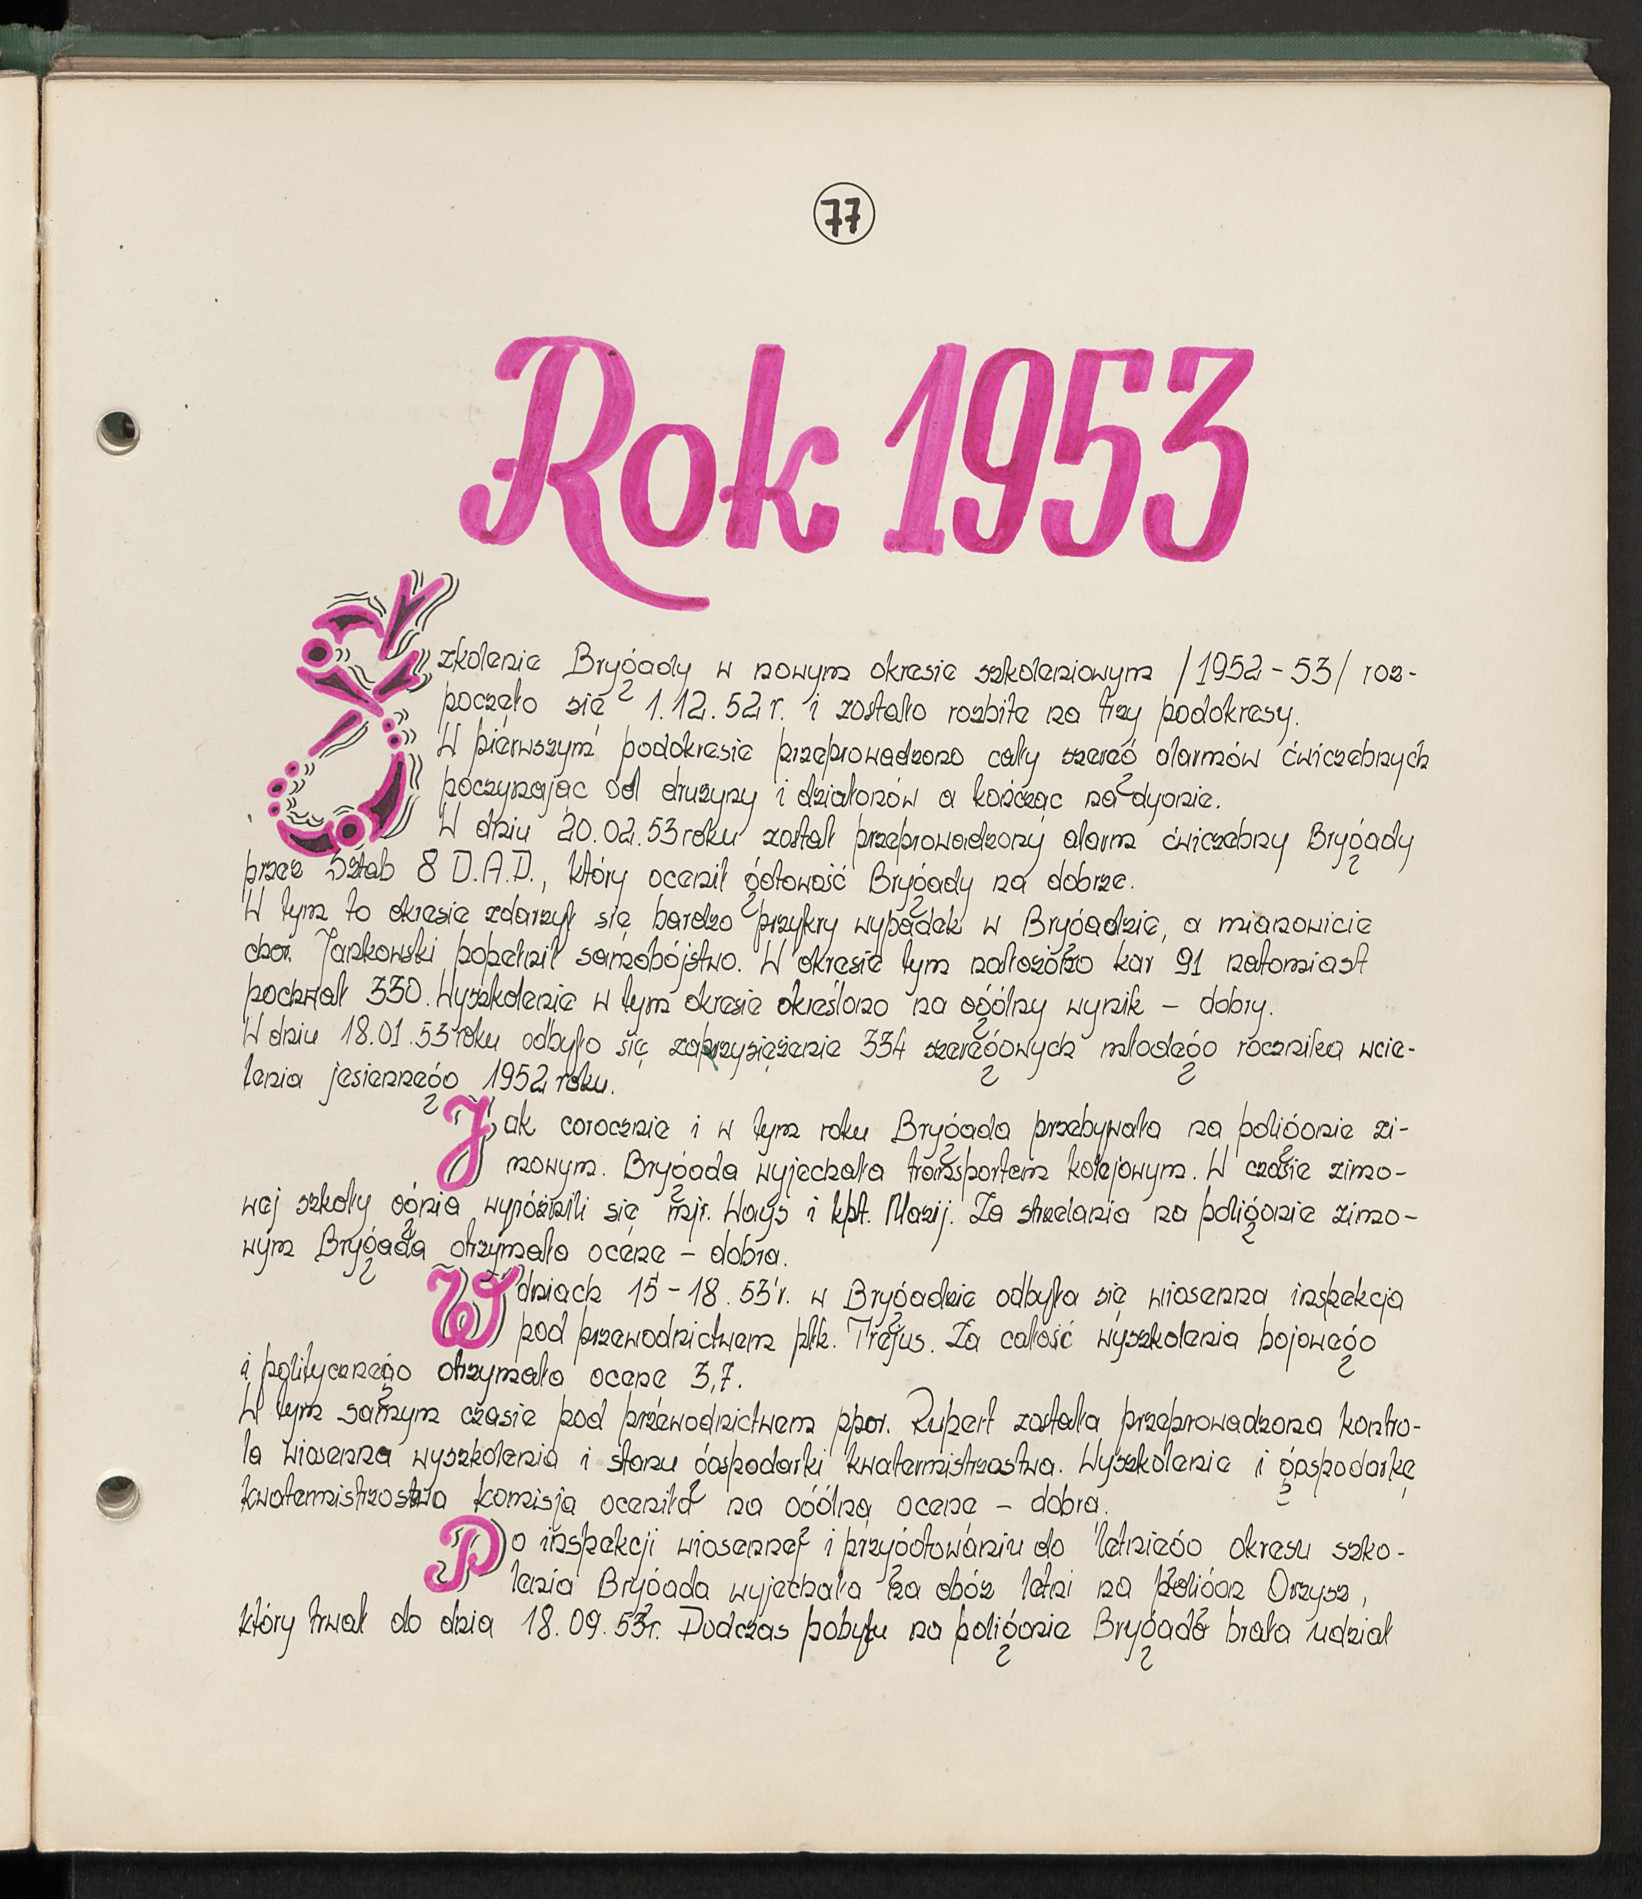 77
Rok 1953
Szkolenie Brygady w nowym okresie szkoleniowym /1952-53/ roz-
poczęło się 1.12.52 r. i zostało rozbite na trzy podokresy.
W pierwszym podokresie przeprowadzono cały szereg alarmów ćwiczebnych
poczynając od drużyny i działonów a kończąc na dyonie.
W dniu 20.02.53 roku został przeprowadzony alarm ćwiczebny Brygady
przez Sztab 8 D.A.D., który ocenił gotowość Brygady na dobrze.
W tym to okresie zdarzył się bardzo przykry wypadek w Brygadzie, a mianowicie
chor. Jankowski popełnił samobójstwo. W okresie tym nałożono kar 91 natomiast
pochwał 330. Wyszkolenie w tym okresie określono na ogólny wynik - dobry.
W dniu 18.01.53 roku odbyło się zaprzysiężenie 334 szeregowych młodego rocznika wcie-
lenia jesiennego 1952 roku.
Jak corocznie i w tym roku Brygada przebywała na poligonie zi-
mowym. Brygada wyjechała transportem kolejowym. W czasie zimo-
wej szkoły ognia wyróżnili się mjr. Ways i kpt. Mazij. Za strzelania na poligonie zimo-
wym Brygada otrzymała ocenę - dobra.
W dniach 15-18.53 r. w Brygadzie odbyła się wiosenna inspekcja
pod przewodnictwem płk. Trefus. Za całość wyszkolenia bojowego
i politycznego otrzymała ocenę 3,7.
W tym samym czasie pod przewodnictwem ppor. Rupert została przeprowadzona kontro-
la wiosenna wyszkolenia i stanu gospodarki kwatermistrzostwa. Wyszkolenie i gospodarkę
kwatermistrzostwa komisja oceniła na ogólną ocenę - dobra.
Po inspekcji wiosennej i przygotowaniu do letniego okresu szko-
lenia Brygada wyjechała na obóz letni na poligon Orzysz,
który trwał do dnia 18.09.53r. Podczas pobytu na poligonie Brygada brała udział